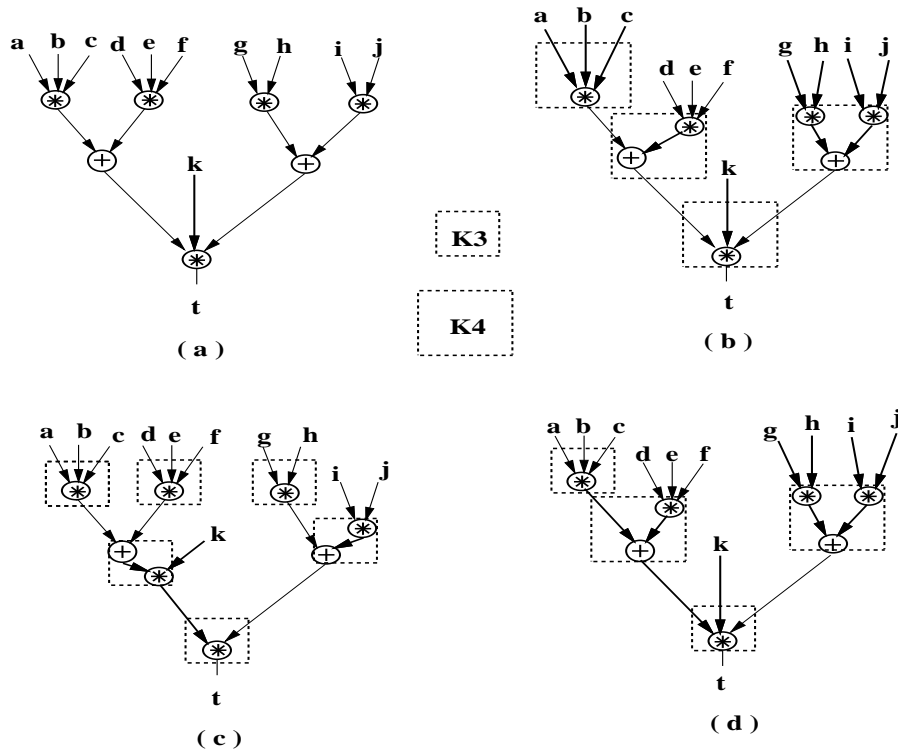 a b c d e f g h i j
*
*
*
*
+
+
k
*
t
( a )
a b c
d e f
g h i j
*
*
*
*
+
+
k
*
t
( b )
K3
K4
a b c d e f g h
i j
*
*
*
*
+
+
k
*
*
t
( c )
a b c
d e f
g h i j
*
*
*
*
+
+
k
*
t
( d )